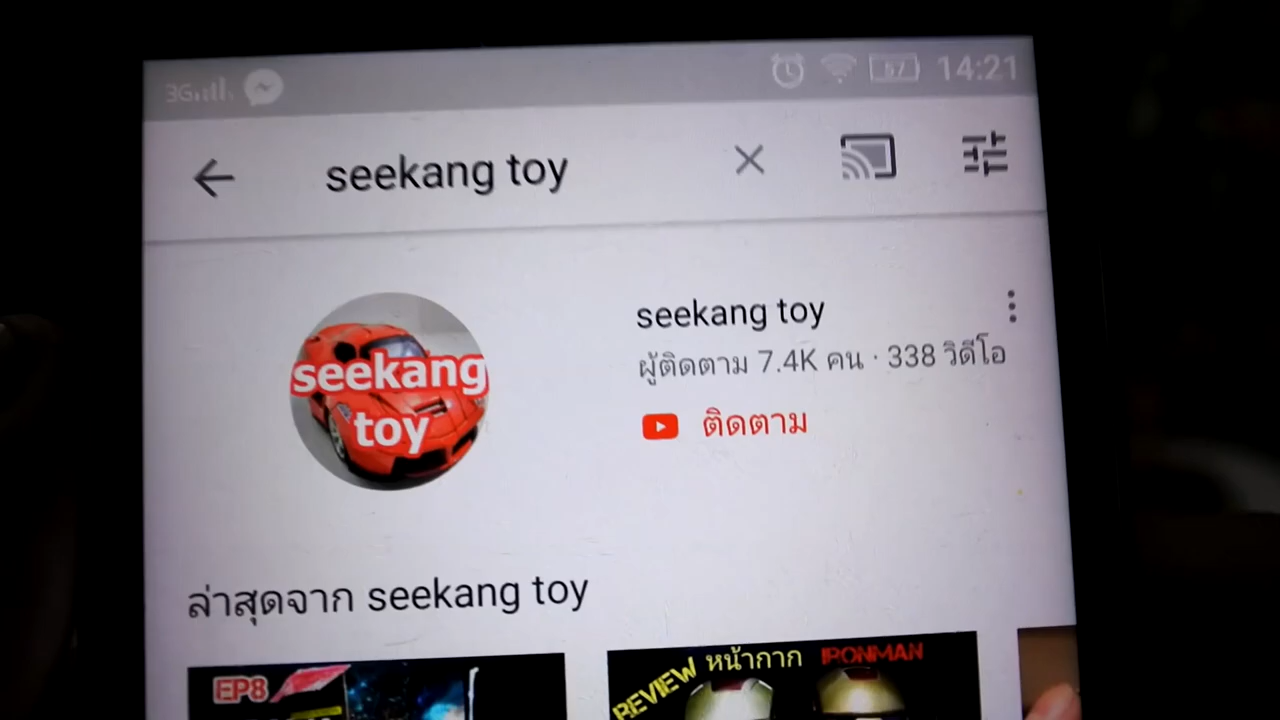 3G
57
14:21
seekang toy
seekang
toy
seekang toy
ผู้ติดตาม 7.4K คน · 338 วิดีโอ
ติดตาม
ล่าสุดจาก seekang toy
EP8
REVIEW หน้ากาก IRONMAN